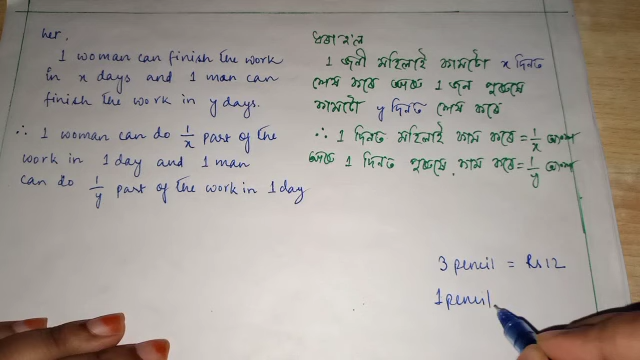 let,
1 woman can finish the work
in x days and 1 man can
finish the work in y days.
∴ 1 woman can do 1/x part of the
work in 1 day and 1 man
can do 1/y part of the work in 1 day
ধৰা হ'ল
1 জনী মহিলাই কামটো x দিনত
শেষ কৰে আৰু 1 জন পুৰুষে
কামটো y দিনত শেষ কৰে
∴ 1 দিনত মহিলাই কাম কৰে = 1/x অংশ
আৰু 1 দিনত পুৰুষে কাম কৰে = 1/y অংশ
3 pencil = Rs 12
1 pencil